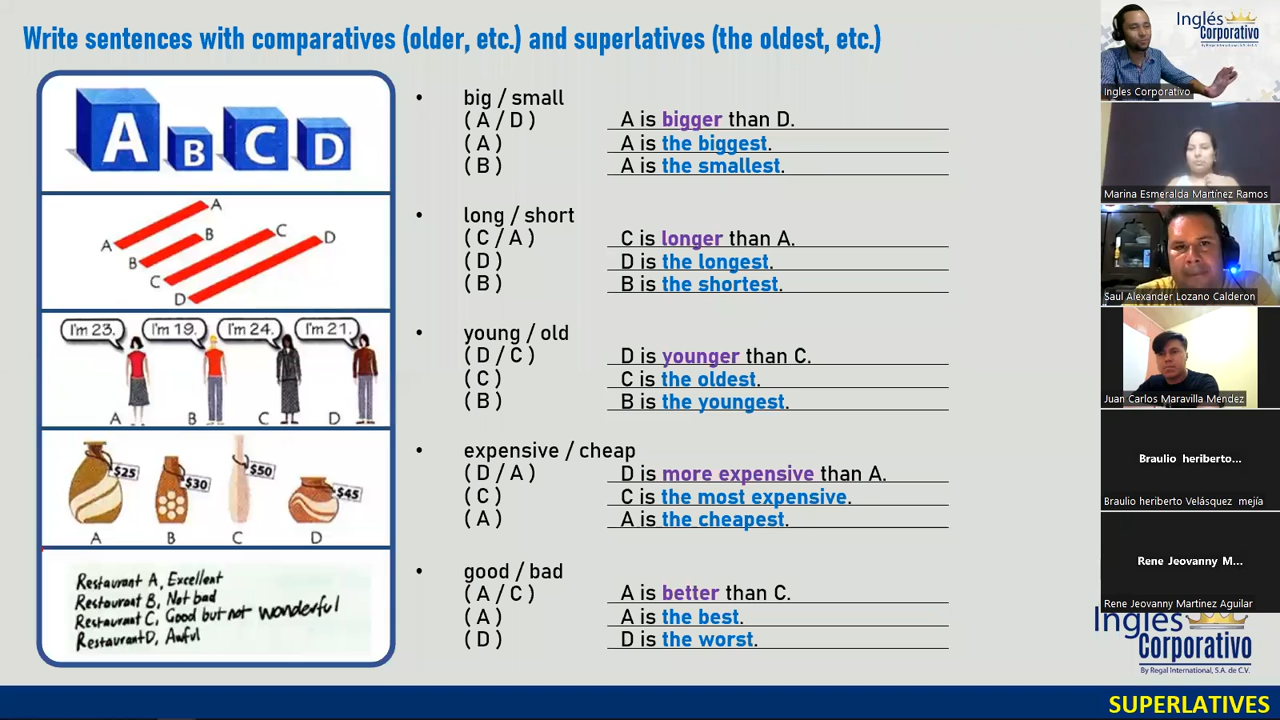 Write sentences with comparatives (older, etc.) and superlatives (the oldest, etc.)
A B C D
A A
B B
C C
D D
I'm 23. I'm 19. I'm 24. I'm 21.
A B C D
$25 $30 $50 $45
A B C D
Restaurant A, Excellent
Restaurant B, Not bad
Restaurant C, Good but not wonderful
Restaurant D, Awful
• big / small
( A / D ) A is bigger than D.
( A ) A is the biggest.
( B ) A is the smallest.
• long / short
( C / A ) C is longer than A.
( D ) D is the longest.
( B ) B is the shortest.
• young / old
( D / C ) D is younger than C.
( C ) C is the oldest.
( B ) B is the youngest.
• expensive / cheap
( D / A ) D is more expensive than A.
( C ) C is the most expensive.
( A ) A is the cheapest.
• good / bad
( A / C ) A is better than C.
( A ) A is the best.
( D ) D is the worst.
Inglés
Corporativo
By Regal International, S.A. de C.V.
Ingles Corporativo
Marina Esmeralda Martínez Ramos
Saul Alexander Lozano Calderon
Juan Carlos Maravilla Mendez
Braulio heriberto...
Braulio heriberto Velásquez mejía
Rene Jeovanny M...
Rene Jeovanny Martinez Aguilar
Inglés
Corporativo
By Regal International, S.A. de C.V.
SUPERLATIVES